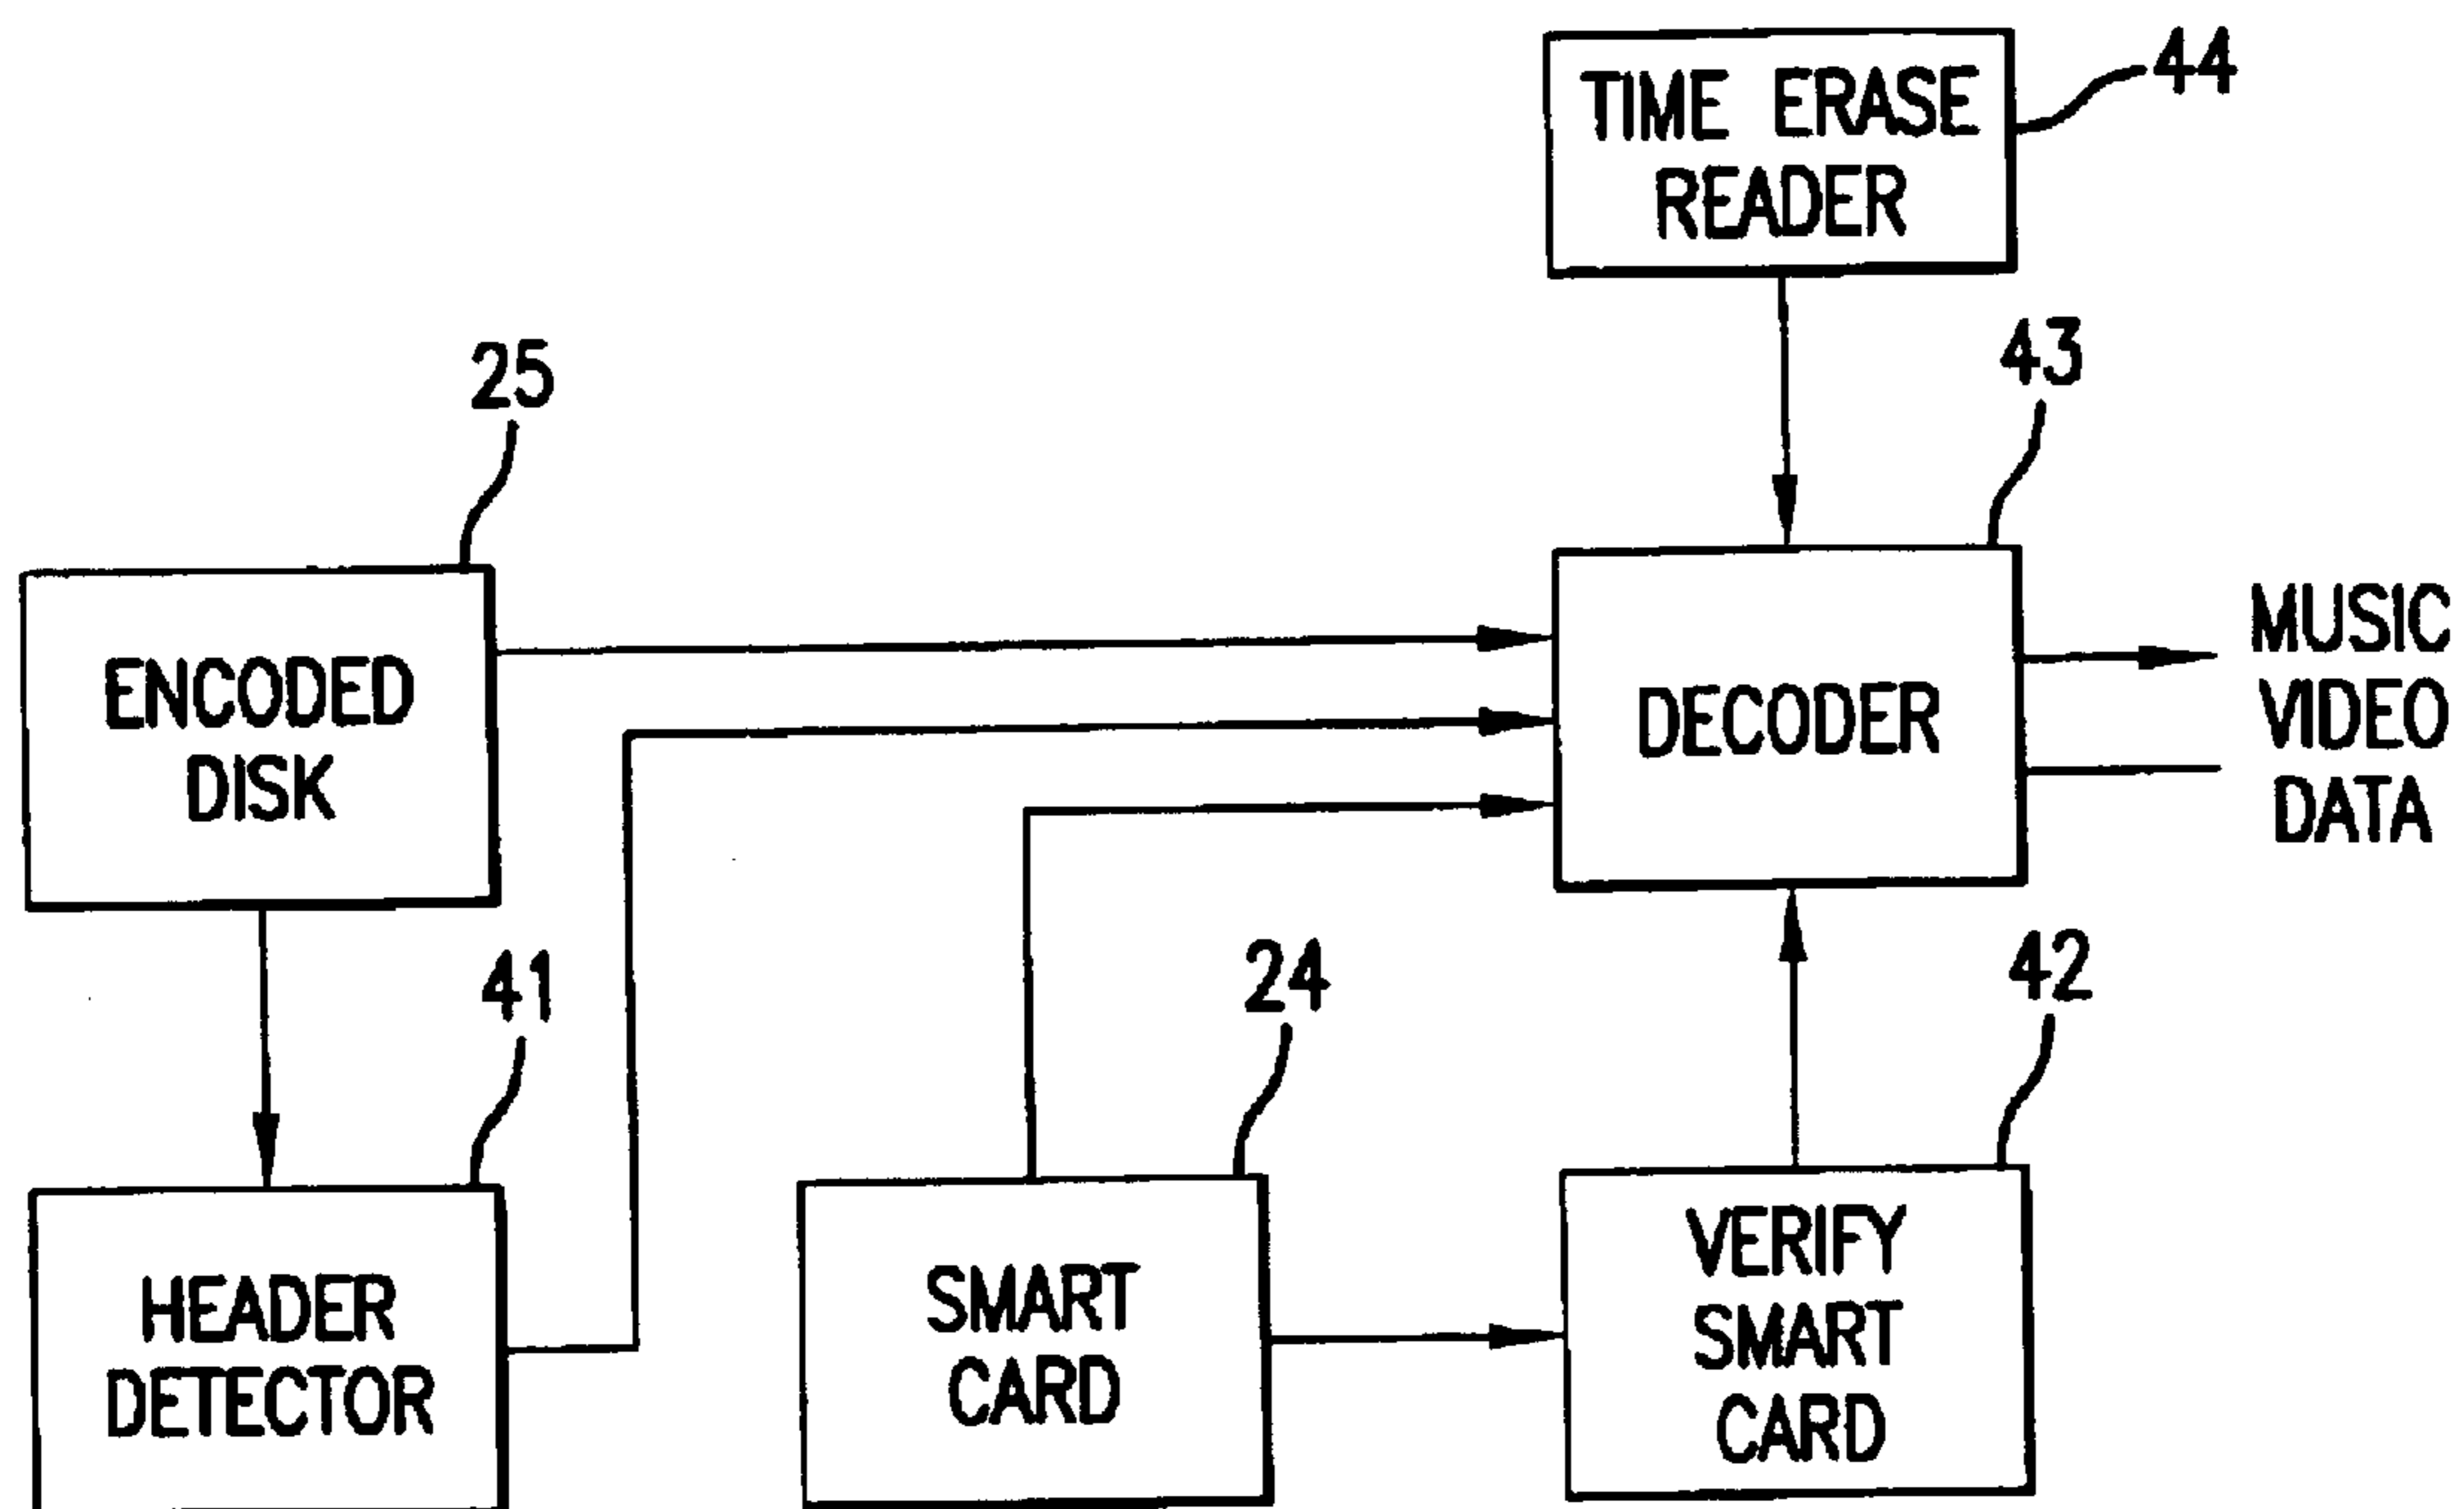 TIME ERASE
READER
44
25
43
ENCODED
DISK
DECODER
MUSIC
VIDEO
DATA
41
24
42
HEADER
DETECTOR
SMART
CARD
VERIFY
SMART
CARD